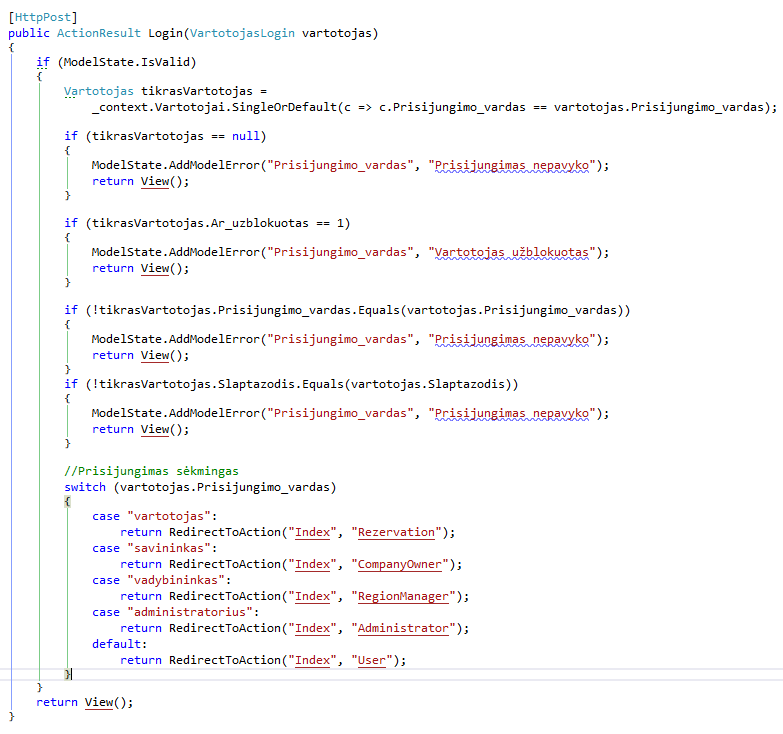 [HttpPost]
public ActionResult Login(VartotojasLogin vartotojas)
{
if (ModelState.IsValid)
{
Vartotojas tikrasVartotojas =
_context.Vartotojai.SingleOrDefault(c => c.Prisijungimo_vardas == vartotojas.Prisijungimo_vardas);
if (tikrasVartotojas == null)
{
ModelState.AddModelError("Prisijungimo_vardas", "Prisijungimas nepavyko");
return View();
}
if (tikrasVartotojas.Ar_uzblokuotas == 1)
{
ModelState.AddModelError("Prisijungimo_vardas", "Vartotojas užblokuotas");
return View();
}
if (!tikrasVartotojas.Prisijungimo_vardas.Equals(vartotojas.Prisijungimo_vardas))
{
ModelState.AddModelError("Prisijungimo_vardas", "Prisijungimas nepavyko");
return View();
}
if (!tikrasVartotojas.Slaptazodis.Equals(vartotojas.Slaptazodis))
{
ModelState.AddModelError("Prisijungimo_vardas", "Prisijungimas nepavyko");
return View();
}
//Prisijungimas sėkmingas
switch (vartotojas.Prisijungimo_vardas)
{
case "vartotojas":
return RedirectToAction("Index", "Rezervation");
case "savininkas":
return RedirectToAction("Index", "CompanyOwner");
case "vadybininkas":
return RedirectToAction("Index", "RegionManager");
case "administratorius":
return RedirectToAction("Index", "Administrator");
default:
return RedirectToAction("Index", "User");
}
}
return View();
}